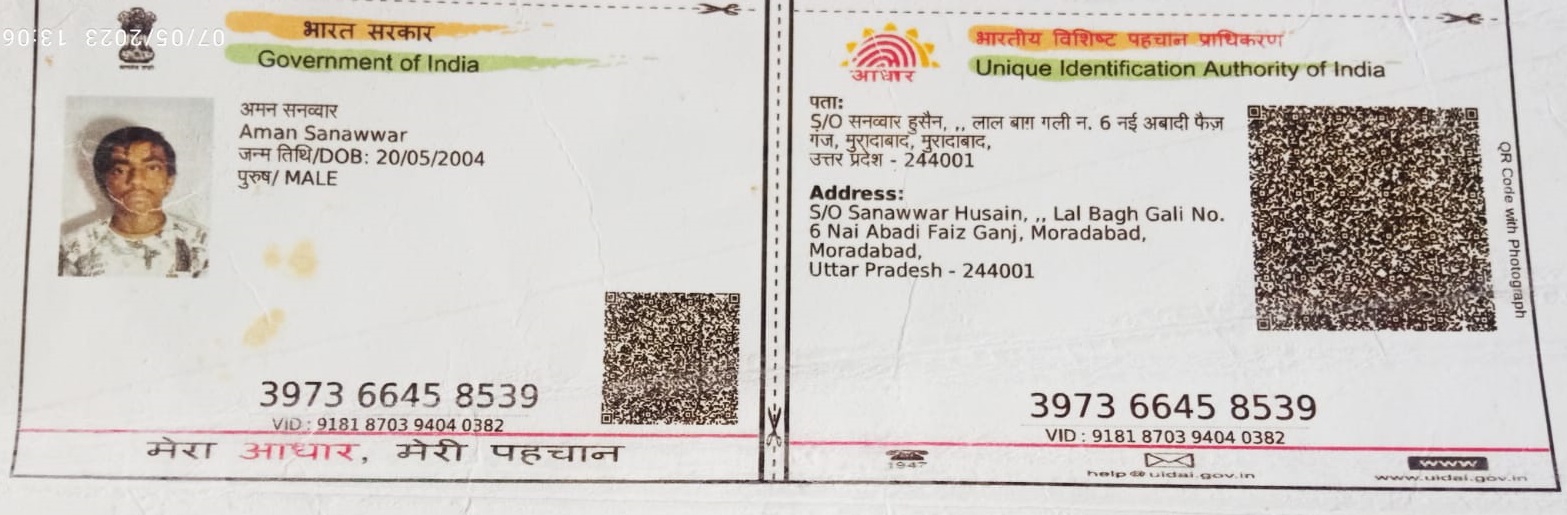 07/05/2023 13:06
भारत सरकार
Government of India
अमन सनव्वार
Aman Sanawwar
जन्म तिथि/DOB: 20/05/2004
पुरुष/ MALE
3973 6645 8539
VID : 9181 8703 9404 0382
मेरा आधार, मेरी पहचान
आधार
भारतीय विशिष्ट पहचान प्राधिकरण
Unique Identification Authority of India
पता:
S/O सनव्वार हुसैन, ,, लाल बाग़ गली न. 6 नई अबादी फैज़
गंज, मुरादाबाद, मुरादाबाद,
उत्तर प्रदेश - 244001
Address:
S/O Sanawwar Husain, ,, Lal Bagh Gali No.
6 Nai Abadi Faiz Ganj, Moradabad,
Moradabad,
Uttar Pradesh - 244001
QR Code with Photograph
3973 6645 8539
VID : 9181 8703 9404 0382
1947
help@uidai.gov.in
www
www.uidai.gov.in